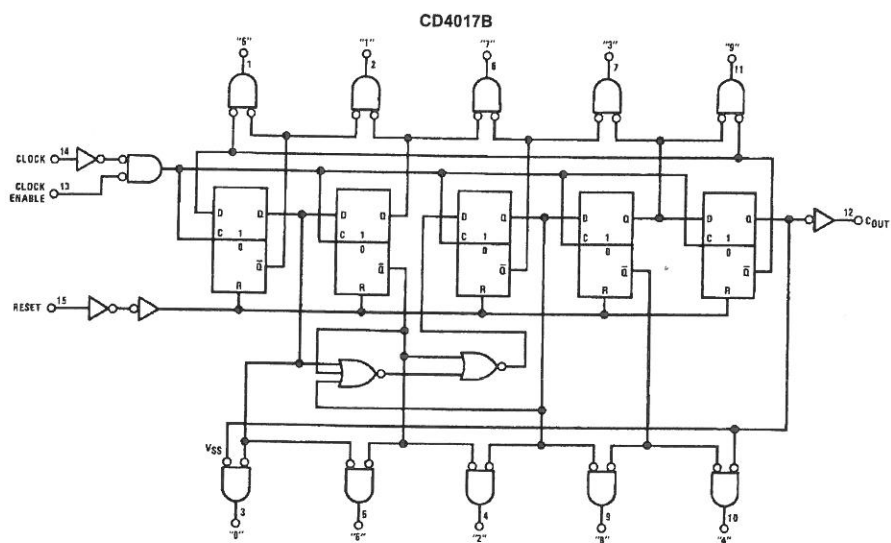 CD4017B
"5" "1" "7" "3" "9"
1 2 6 7 11
CLOCK 14
CLOCK ENABLE 13
D Q D Q D Q D Q D Q 12 COUT
C 1 C 1 C 1 C 1 C 1
0 0 0 0 0
Q Q Q Q Q
R R R R R
RESET 15
VSS
3 5 4 9 10
"0" "6" "2" "8" "4"